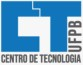 UFPB
CENTRO DE TECNOLOGIA